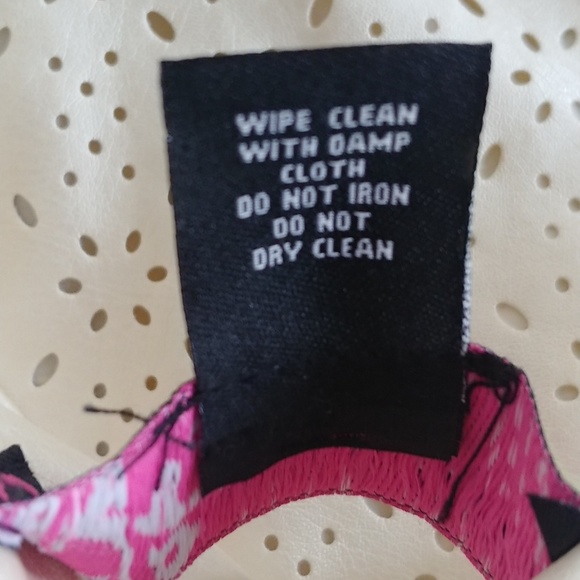 WIPE CLEAN
WITH DAMP
CLOTH
DO NOT IRON
DO NOT
DRY CLEAN